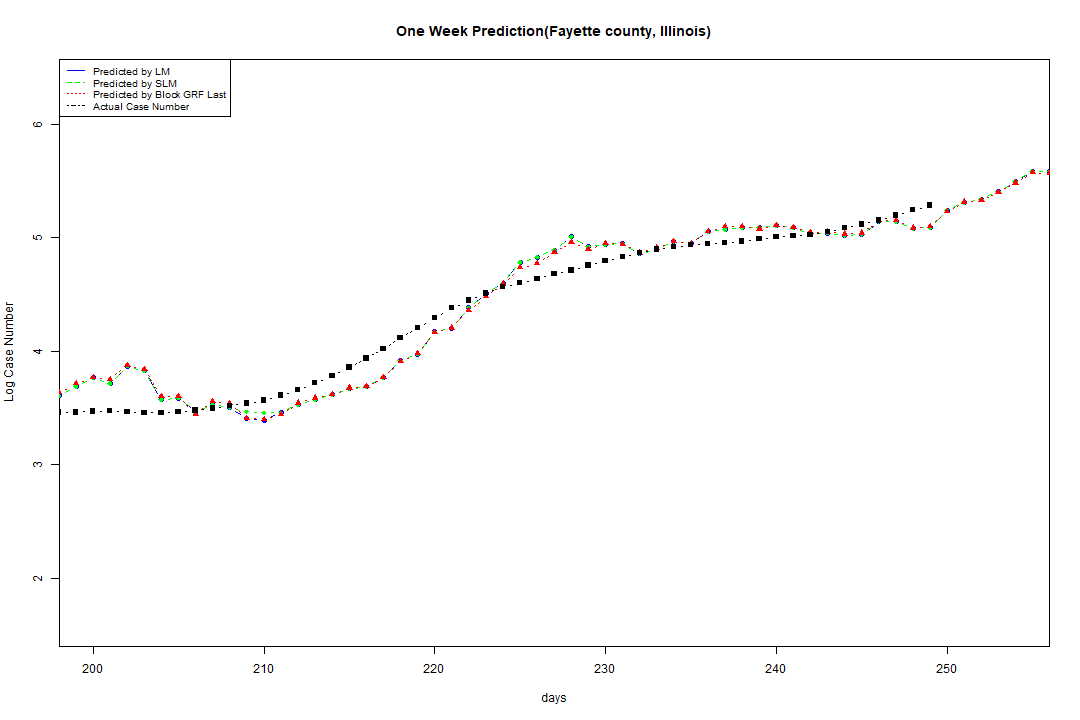 One Week Prediction(Fayette county, Illinois)
Predicted by LM
Predicted by SLM
Predicted by Block GRF Last
Actual Case Number
Log Case Number
6
5
4
3
2
200 210 220 230 240 250
days